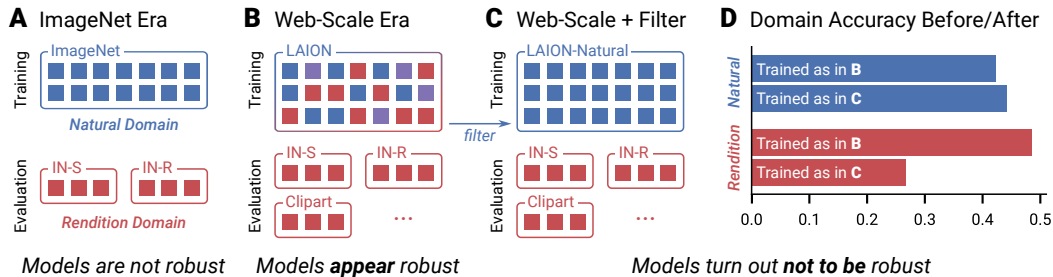 A ImageNet Era
Training
ImageNet
Natural Domain
Evaluation
IN-S
IN-R
Rendition Domain
Models are not robust
B Web-Scale Era
Training
LAION
filter
Evaluation
IN-S
IN-R
Clipart
...
Models appear robust
C Web-Scale + Filter
Training
LAION-Natural
Evaluation
IN-S
IN-R
Clipart
...
Models turn out not to be robust
D Domain Accuracy Before/After
Natural
Trained as in B
Trained as in C
Rendition
Trained as in B
Trained as in C
0.0 0.1 0.2 0.3 0.4 0.5